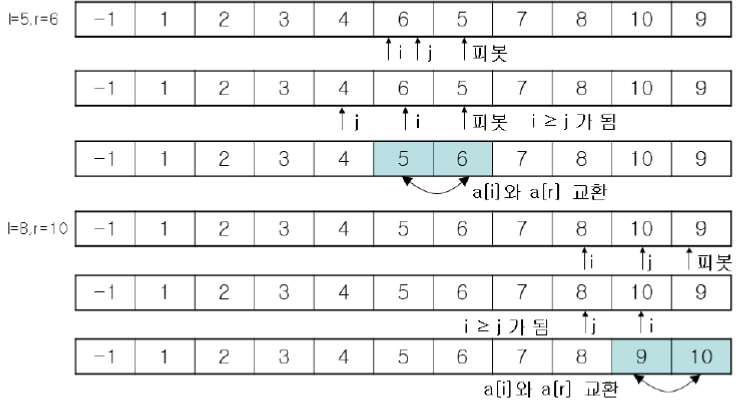 l=5,r=6 -1 1 2 3 4 6 5 7 8 10 9
i j 피봇
-1 1 2 3 4 6 5 7 8 10 9
j i 피봇 i ≥ j 가 됨
-1 1 2 3 4 5 6 7 8 10 9
a[i]와 a[r] 교환
l=8,r=10 -1 1 2 3 4 5 6 7 8 10 9
i j 피봇
-1 1 2 3 4 5 6 7 8 10 9
i ≥ j 가 됨 j i
-1 1 2 3 4 5 6 7 8 9 10
a[i]와 a[r] 교환